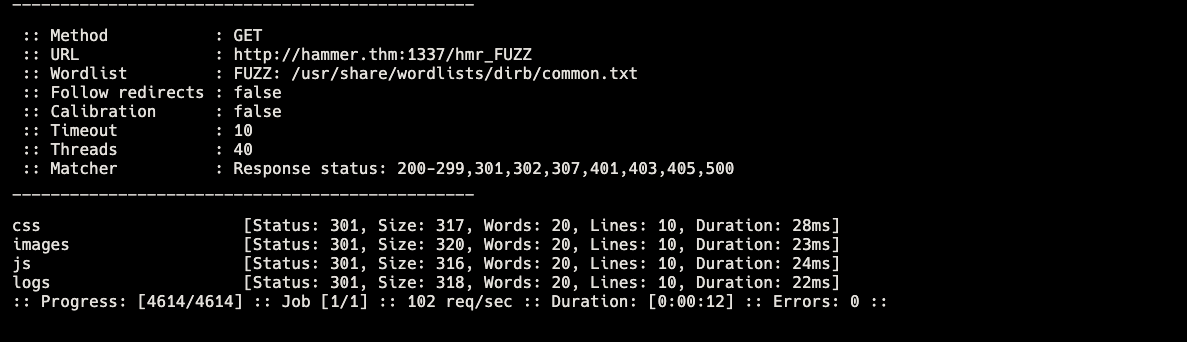 ________________________________________________
:: Method           : GET
:: URL              : http://hammer.thm:1337/hmr_FUZZ
:: Wordlist         : FUZZ: /usr/share/wordlists/dirb/common.txt
:: Follow redirects : false
:: Calibration      : false
:: Timeout          : 10
:: Threads          : 40
:: Matcher          : Response status: 200-299,301,302,307,401,403,405,500
________________________________________________
css                     [Status: 301, Size: 317, Words: 20, Lines: 10, Duration: 28ms]
images                  [Status: 301, Size: 320, Words: 20, Lines: 10, Duration: 23ms]
js                      [Status: 301, Size: 316, Words: 20, Lines: 10, Duration: 24ms]
logs                    [Status: 301, Size: 318, Words: 20, Lines: 10, Duration: 22ms]
:: Progress: [4614/4614] :: Job [1/1] :: 102 req/sec :: Duration: [0:00:12] :: Errors: 0 ::